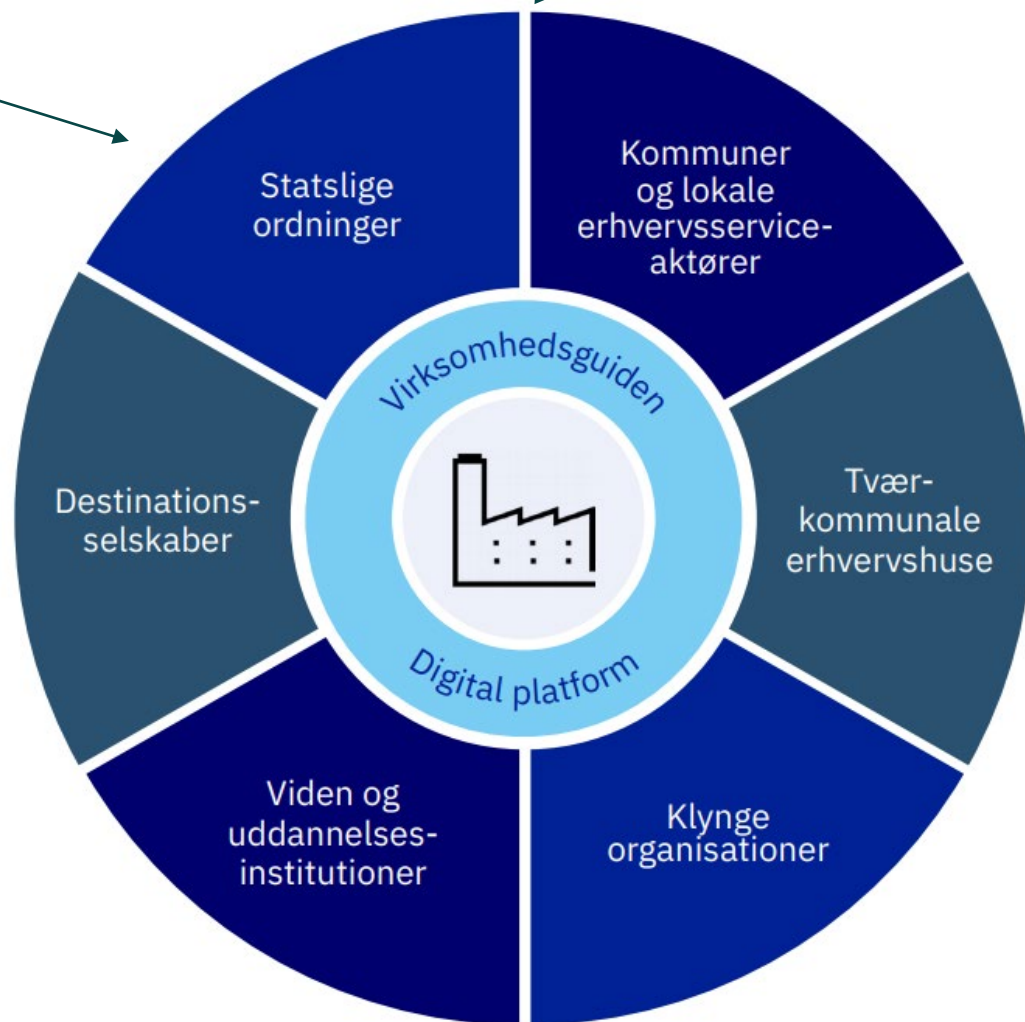 Statslige
ordninger
Kommuner
og lokale
erhvervsservice-
aktører
Virksomhedsguiden
Destinations-
selskaber
Tvær-
kommunale
erhvervshuse
Digital platform
Viden og
uddannelses-
institutioner
Klynge
organisationer